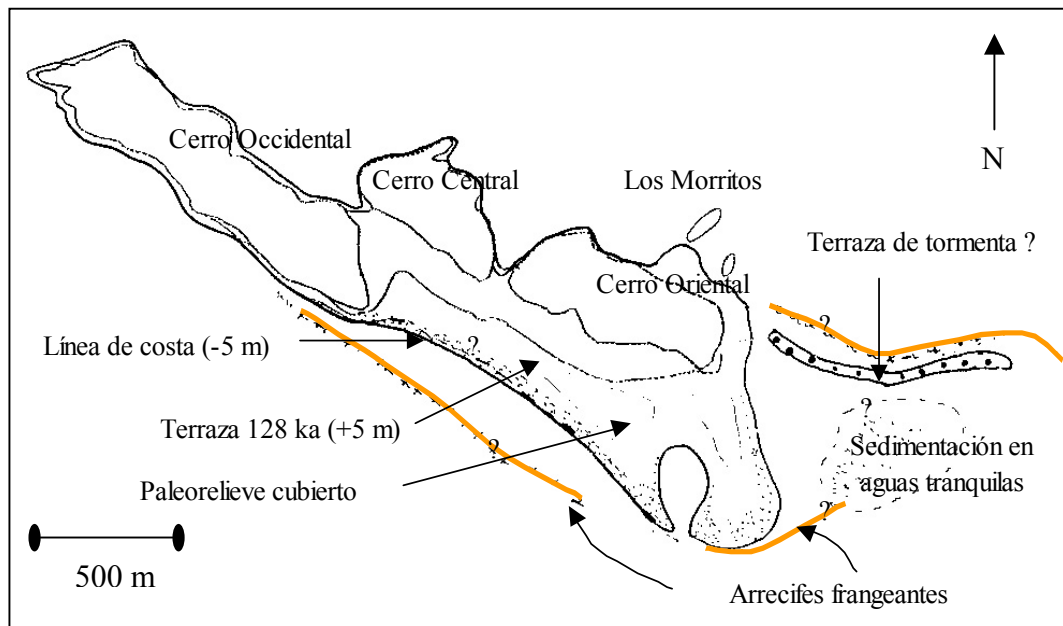 Cerro Occidental
Cerro Central
Los Morritos
N
Terraza de tormenta ?
?
Cerro Oriental
Línea de costa (-5 m)
?
Terraza 128 ka (+5 m)
?
?
Sedimentación en
aguas tránquilas
Paleorelieve cubierto
?
500 m
Arrecifes frangeantes